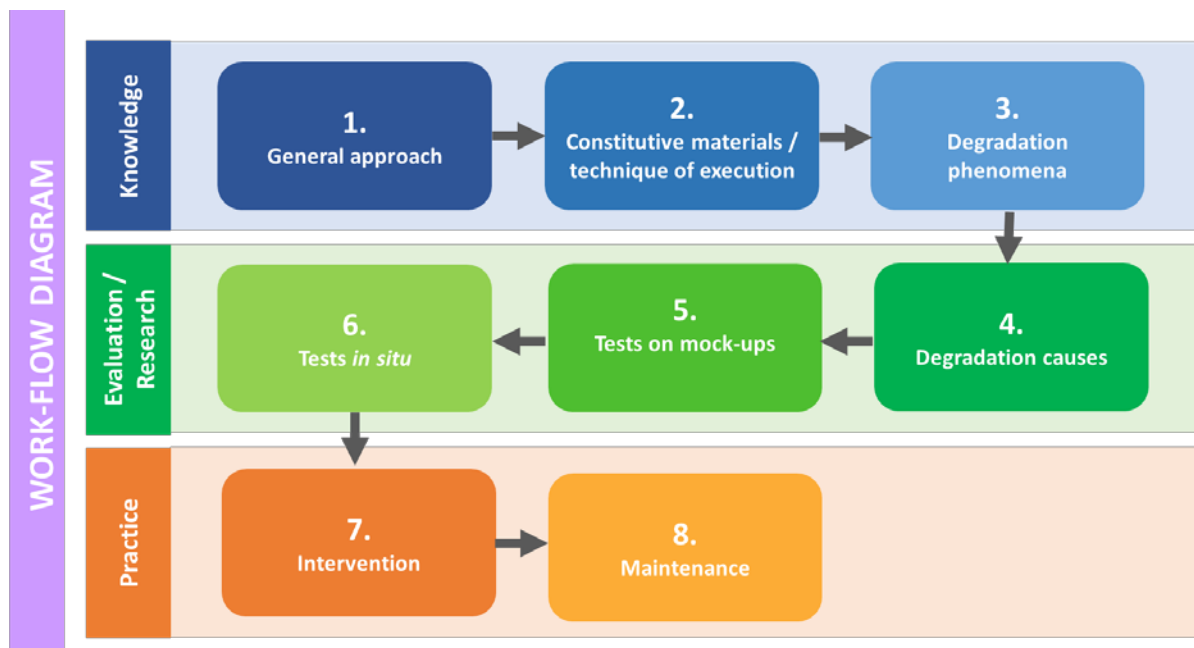 WORK-FLOW DIAGRAM
Knowledge
1.
General approach
2.
Constitutive materials /
technique of execution
3.
Degradation
phenomena
Evaluation /
Research
6.
Tests in situ
5.
Tests on mock-ups
4.
Degradation causes
Practice
7.
Intervention
8.
Maintenance